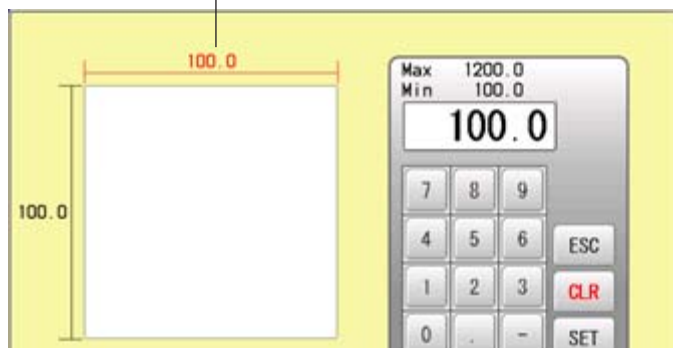 100.0
100.0
Max 1200.0
Min 100.0
100.0
7 8 9
4 5 6 ESC
1 2 3 CLR
0 . - SET